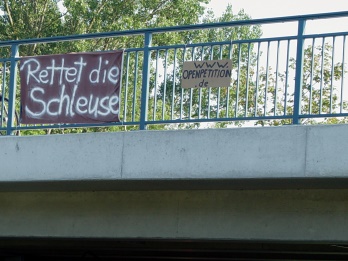 Rettet die
Schleuse
www.
OPENPETITION
.de